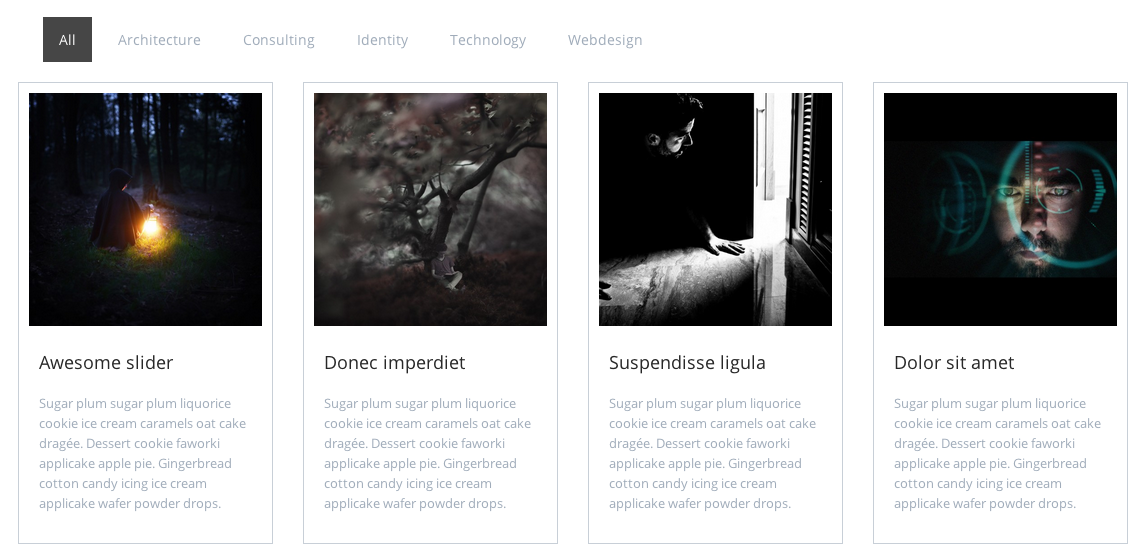 All Architecture Consulting Identity Technology Webdesign
Awesome slider
Sugar plum sugar plum liquorice
cookie ice cream caramels oat cake
dragée. Dessert cookie faworki
applicake apple pie. Gingerbread
cotton candy icing ice cream
applicake wafer powder drops.
Donec imperdiet
Sugar plum sugar plum liquorice
cookie ice cream caramels oat cake
dragée. Dessert cookie faworki
applicake apple pie. Gingerbread
cotton candy icing ice cream
applicake wafer powder drops.
Suspendisse ligula
Sugar plum sugar plum liquorice
cookie ice cream caramels oat cake
dragée. Dessert cookie faworki
applicake apple pie. Gingerbread
cotton candy icing ice cream
applicake wafer powder drops.
Dolor sit amet
Sugar plum sugar plum liquorice
cookie ice cream caramels oat cake
dragée. Dessert cookie faworki
applicake apple pie. Gingerbread
cotton candy icing ice cream
applicake wafer powder drops.